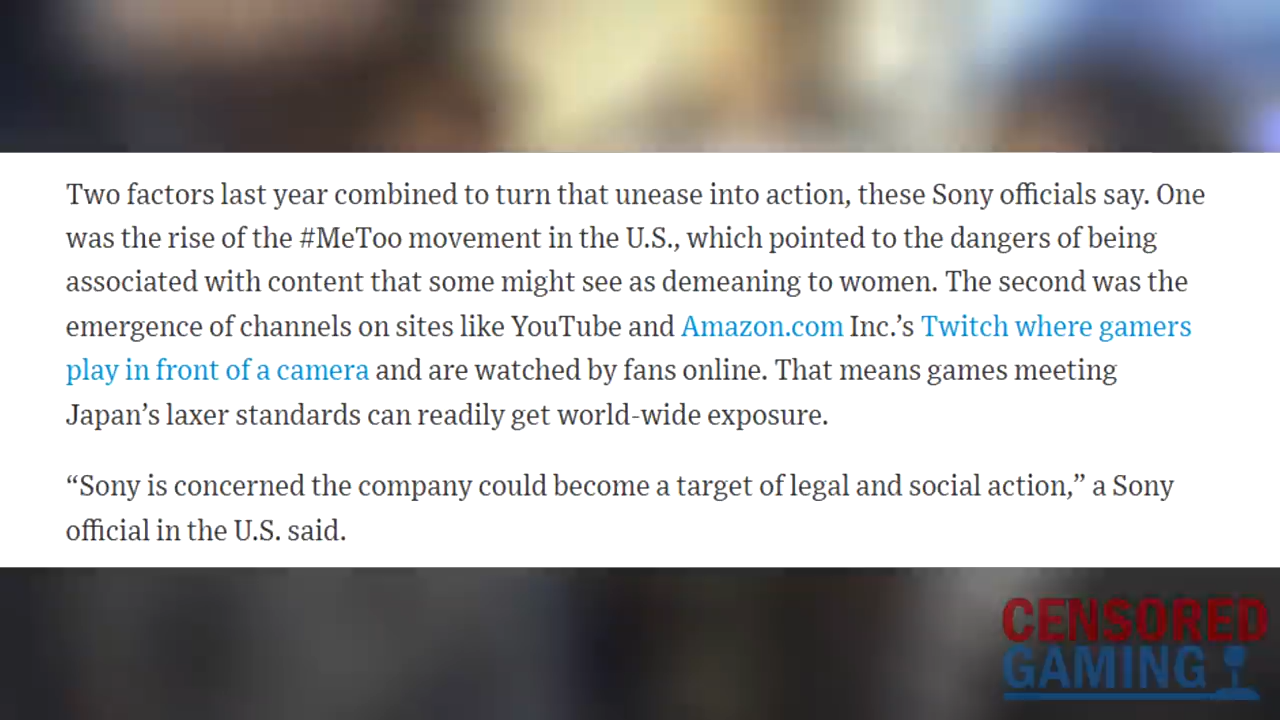 Two factors last year combined to turn that unease into action, these Sony officials say. One
was the rise of the #MeToo movement in the U.S., which pointed to the dangers of being
associated with content that some might see as demeaning to women. The second was the
emergence of channels on sites like YouTube and Amazon.com Inc.’s Twitch where gamers
play in front of a camera and are watched by fans online. That means games meeting
Japan’s laxer standards can readily get world-wide exposure.
“Sony is concerned the company could become a target of legal and social action,” a Sony
official in the U.S. said.
CENSORED
GAMING